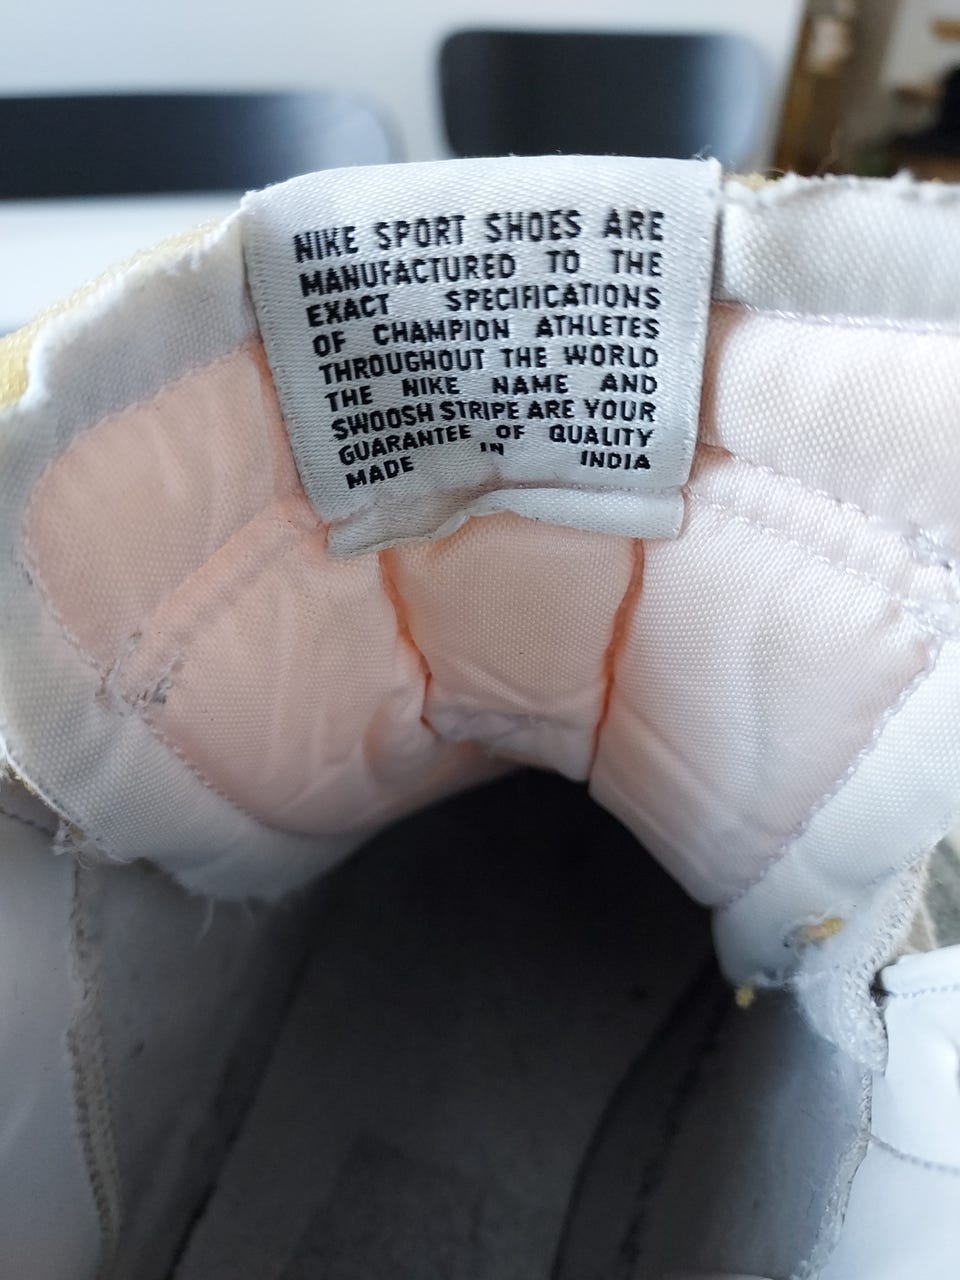 NIKE SPORT SHOES ARE
MANUFACTURED TO THE
EXACT SPECIFICATIONS
OF CHAMPION ATHLETES
THROUGHOUT THE WORLD
THE NIKE NAME AND
SWOOSH STRIPE ARE YOUR
GUARANTEE OF QUALITY
MADE IN INDIA